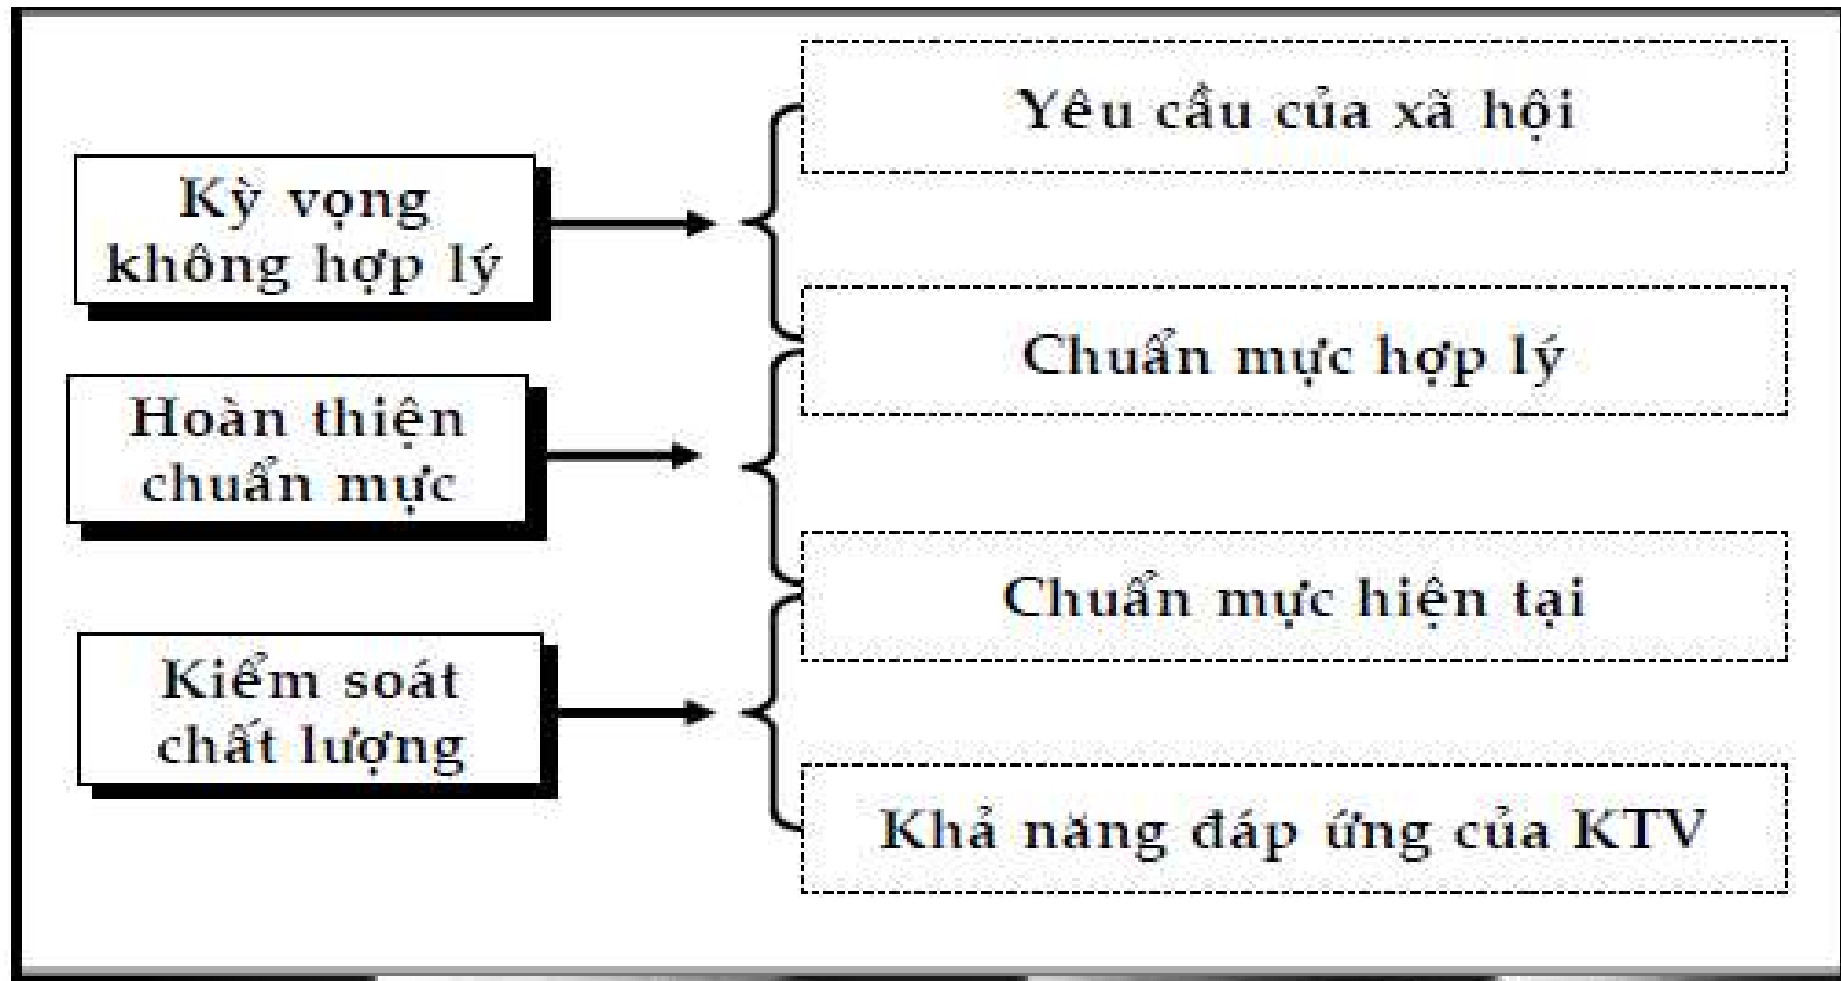 Yêu cầu của xã hội
Kỳ vọng
không hợp lý
Chuẩn mực hợp lý
Hoàn thiện
chuẩn mực
Chuẩn mực hiện tại
Kiểm soát
chất lượng
Khả năng đáp ứng của KTV